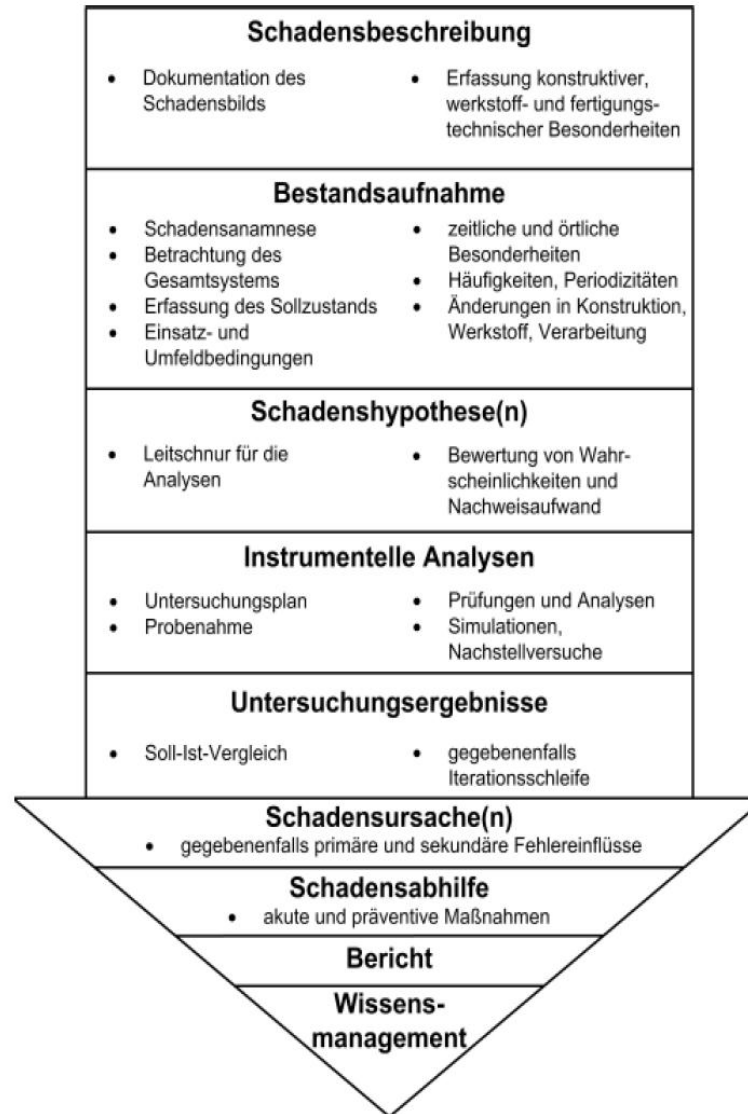 Schadensbeschreibung
• Dokumentation des
Schadensbilds
• Erfassung konstruktiver,
werkstoff- und fertigungs-
technischer Besonderheiten
Bestandsaufnahme
• Schadensanamnese
• Betrachtung des
Gesamtsystems
• Erfassung des Sollzustands
• Einsatz- und
Umfeldbedingungen
• zeitliche und örtliche
Besonderheiten
• Häufigkeiten, Periodizitäten
• Änderungen in Konstruktion,
Werkstoff, Verarbeitung
Schadenshypothese(n)
• Leitschnur für die
Analysen
• Bewertung von Wahr-
scheinlichkeiten und
Nachweisaufwand
Instrumentelle Analysen
• Untersuchungsplan
• Probenahme
• Prüfungen und Analysen
• Simulationen,
Nachstellversuche
Untersuchungsergebnisse
• Soll-Ist-Vergleich
• gegebenenfalls
Iterationsschleife
Schadensursache(n)
• gegebenenfalls primäre und sekundäre Fehlereinflüsse
Schadensabhilfe
• akute und präventive Maßnahmen
Bericht
Wissens-
management